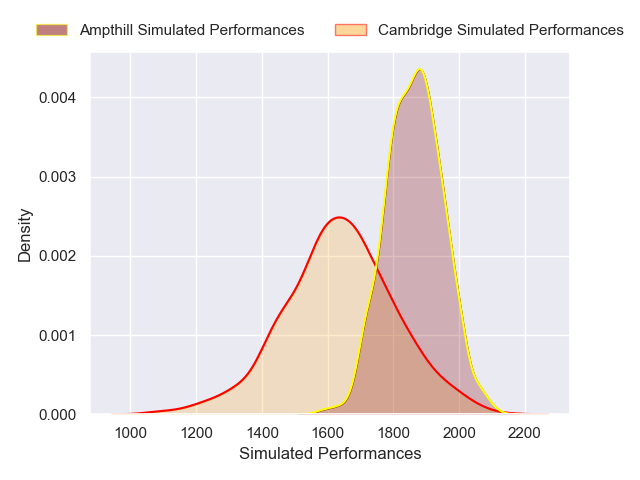 Ampthill Simulated Performances Cambridge Simulated Performances
0.004
0.003
Density
0.002
0.001
0.000
1000 1200 1400 1600 1800 2000 2200
Simulated Performances